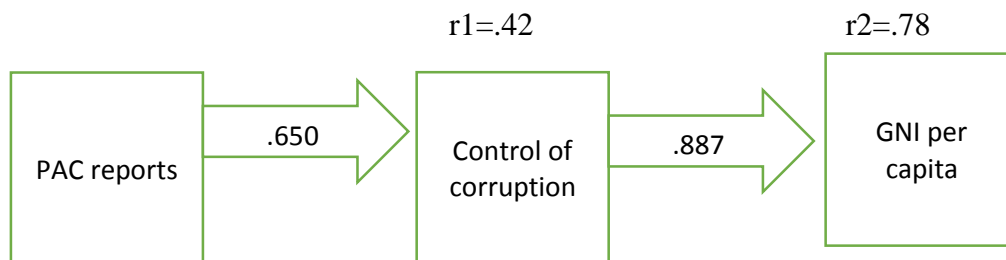 r1=.42
r2=.78
PAC reports
.650
Control of
corruption
.887
GNI per
capita